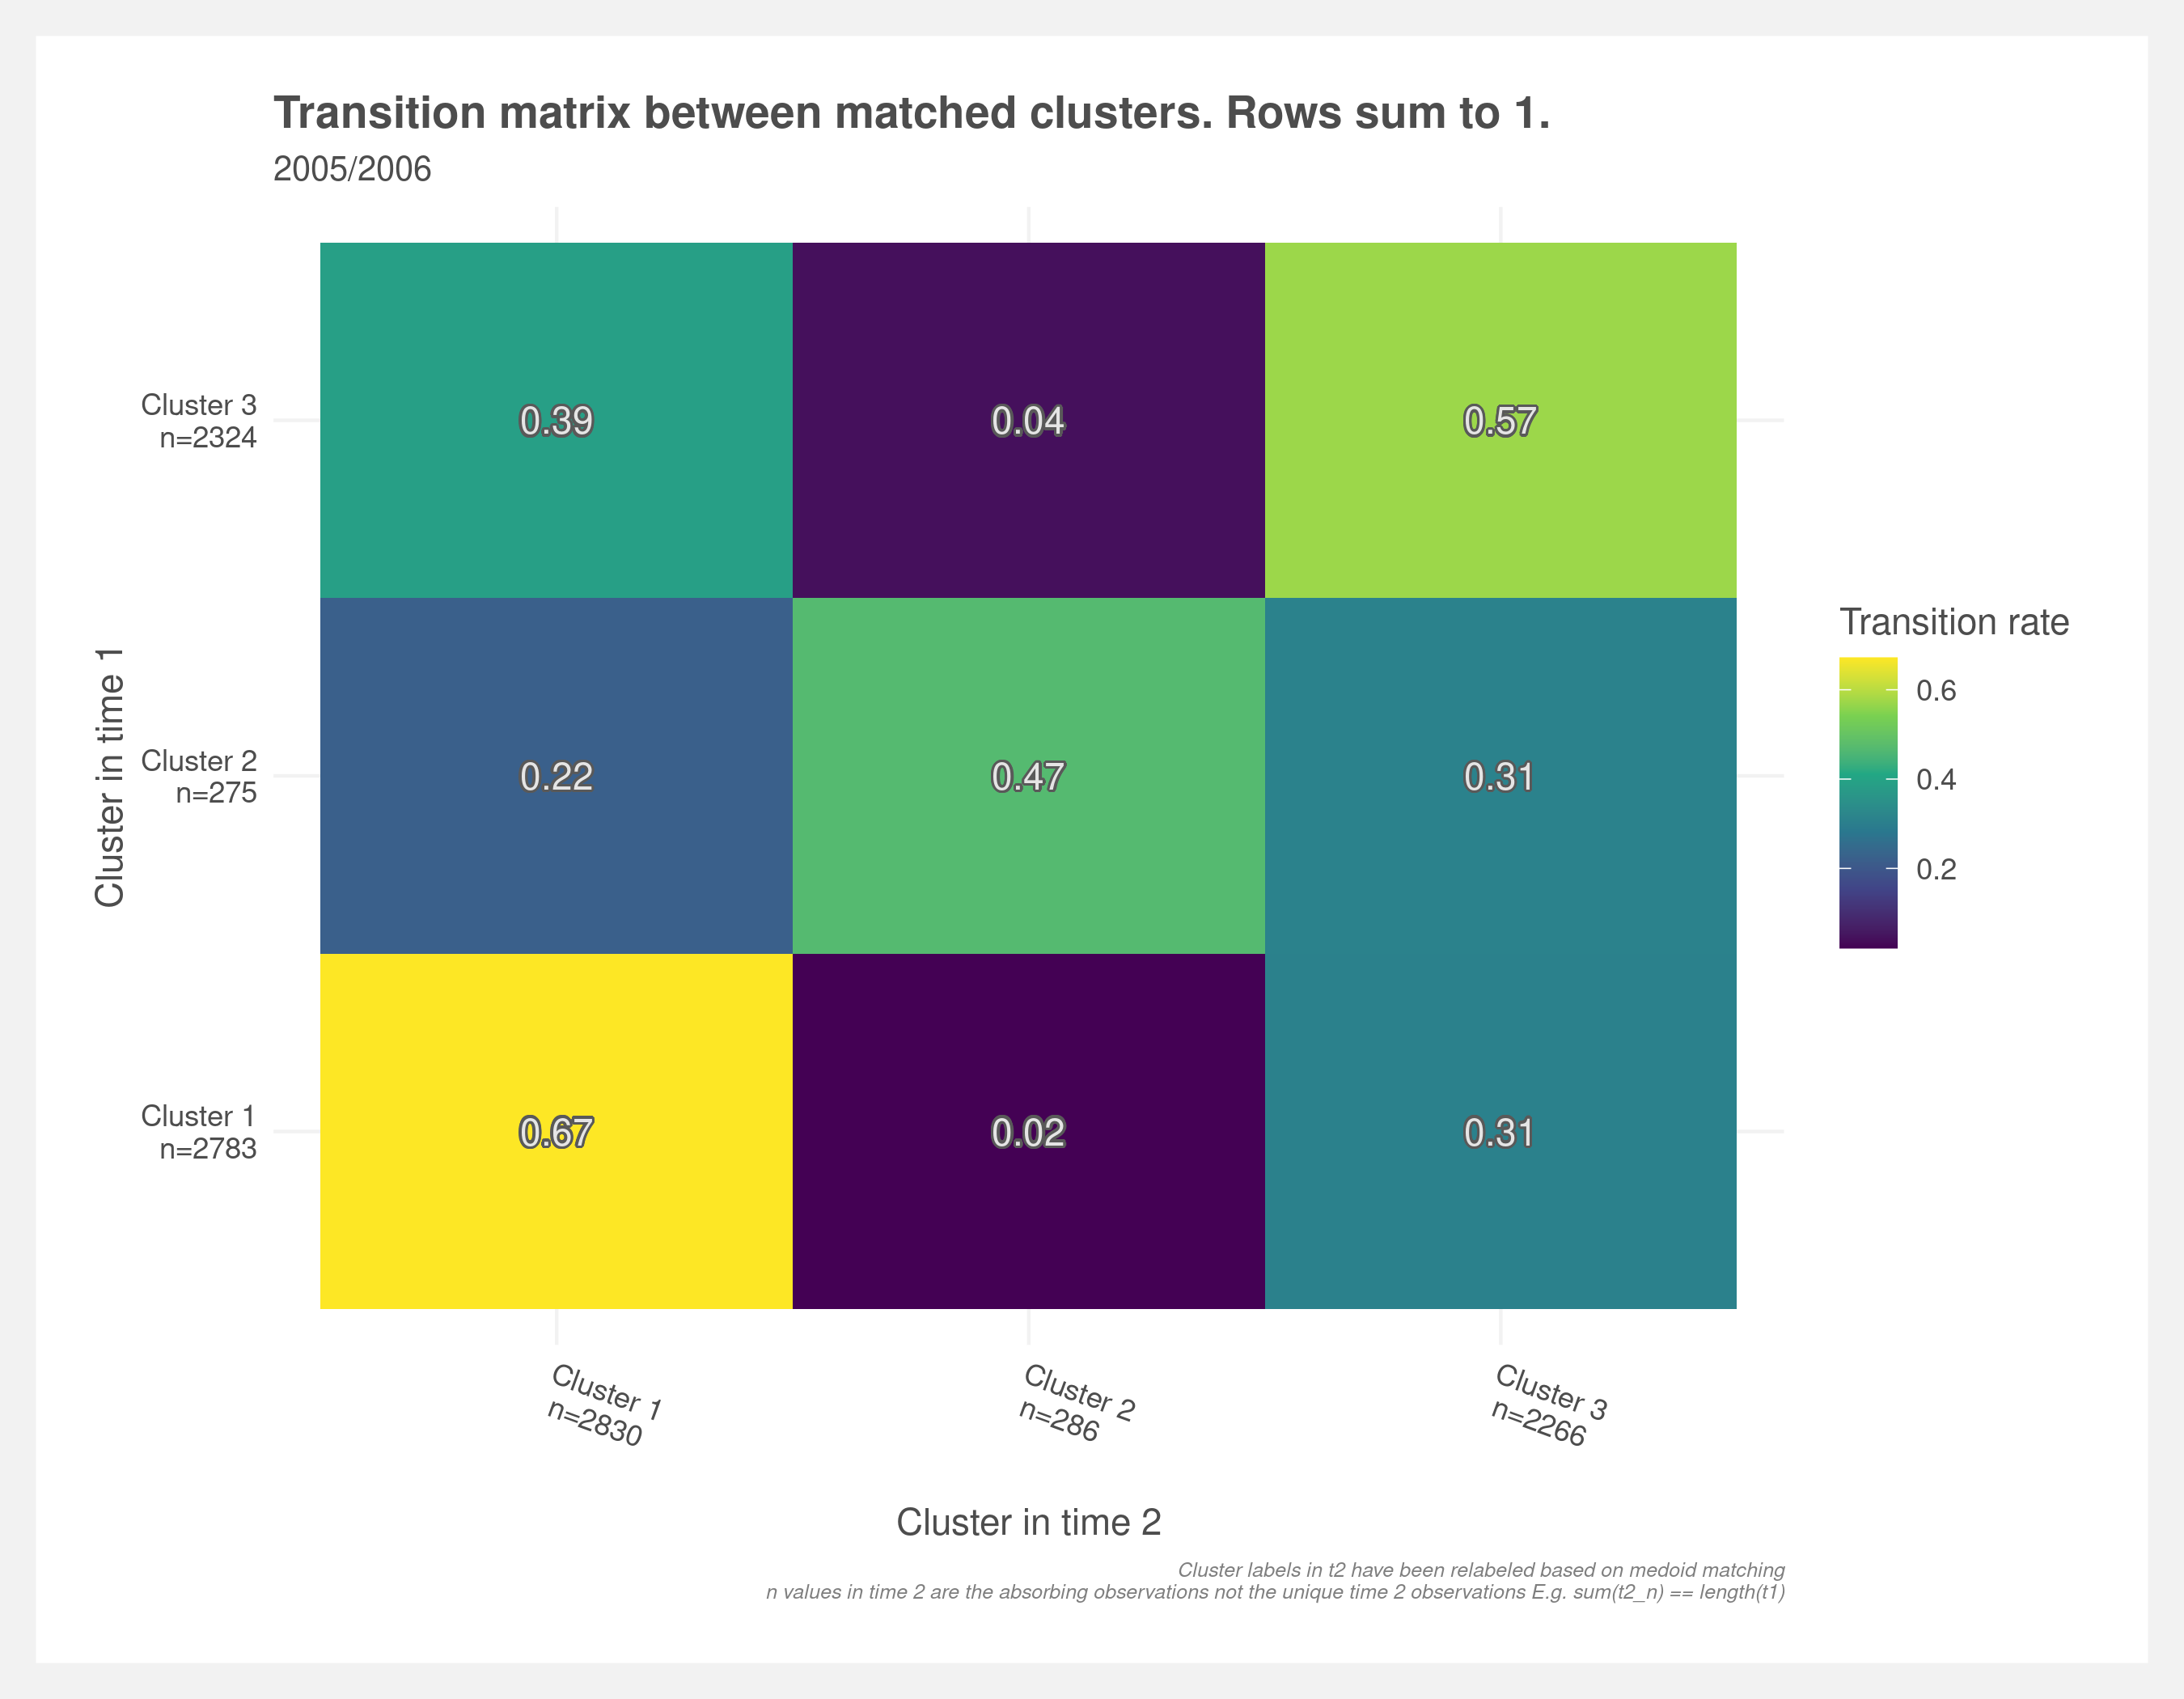 Transition matrix between matched clusters. Rows sum to 1.
2005/2006
Cluster in time 1
Cluster 3
n=2324
0.39
0.04
0.57
Cluster 2
n=275
0.22
0.47
0.31
Cluster 1
n=2783
0.67
0.02
0.31
Transition rate
0.6
0.4
0.2
Cluster 1
n=2830
Cluster 2
n=286
Cluster 3
n=2266
Cluster in time 2
Cluster labels in t2 have been relabeled based on medoid matching
n values in time 2 are the absorbing observations not the unique time 2 observations E.g. sum(t2_n) == length(t1)